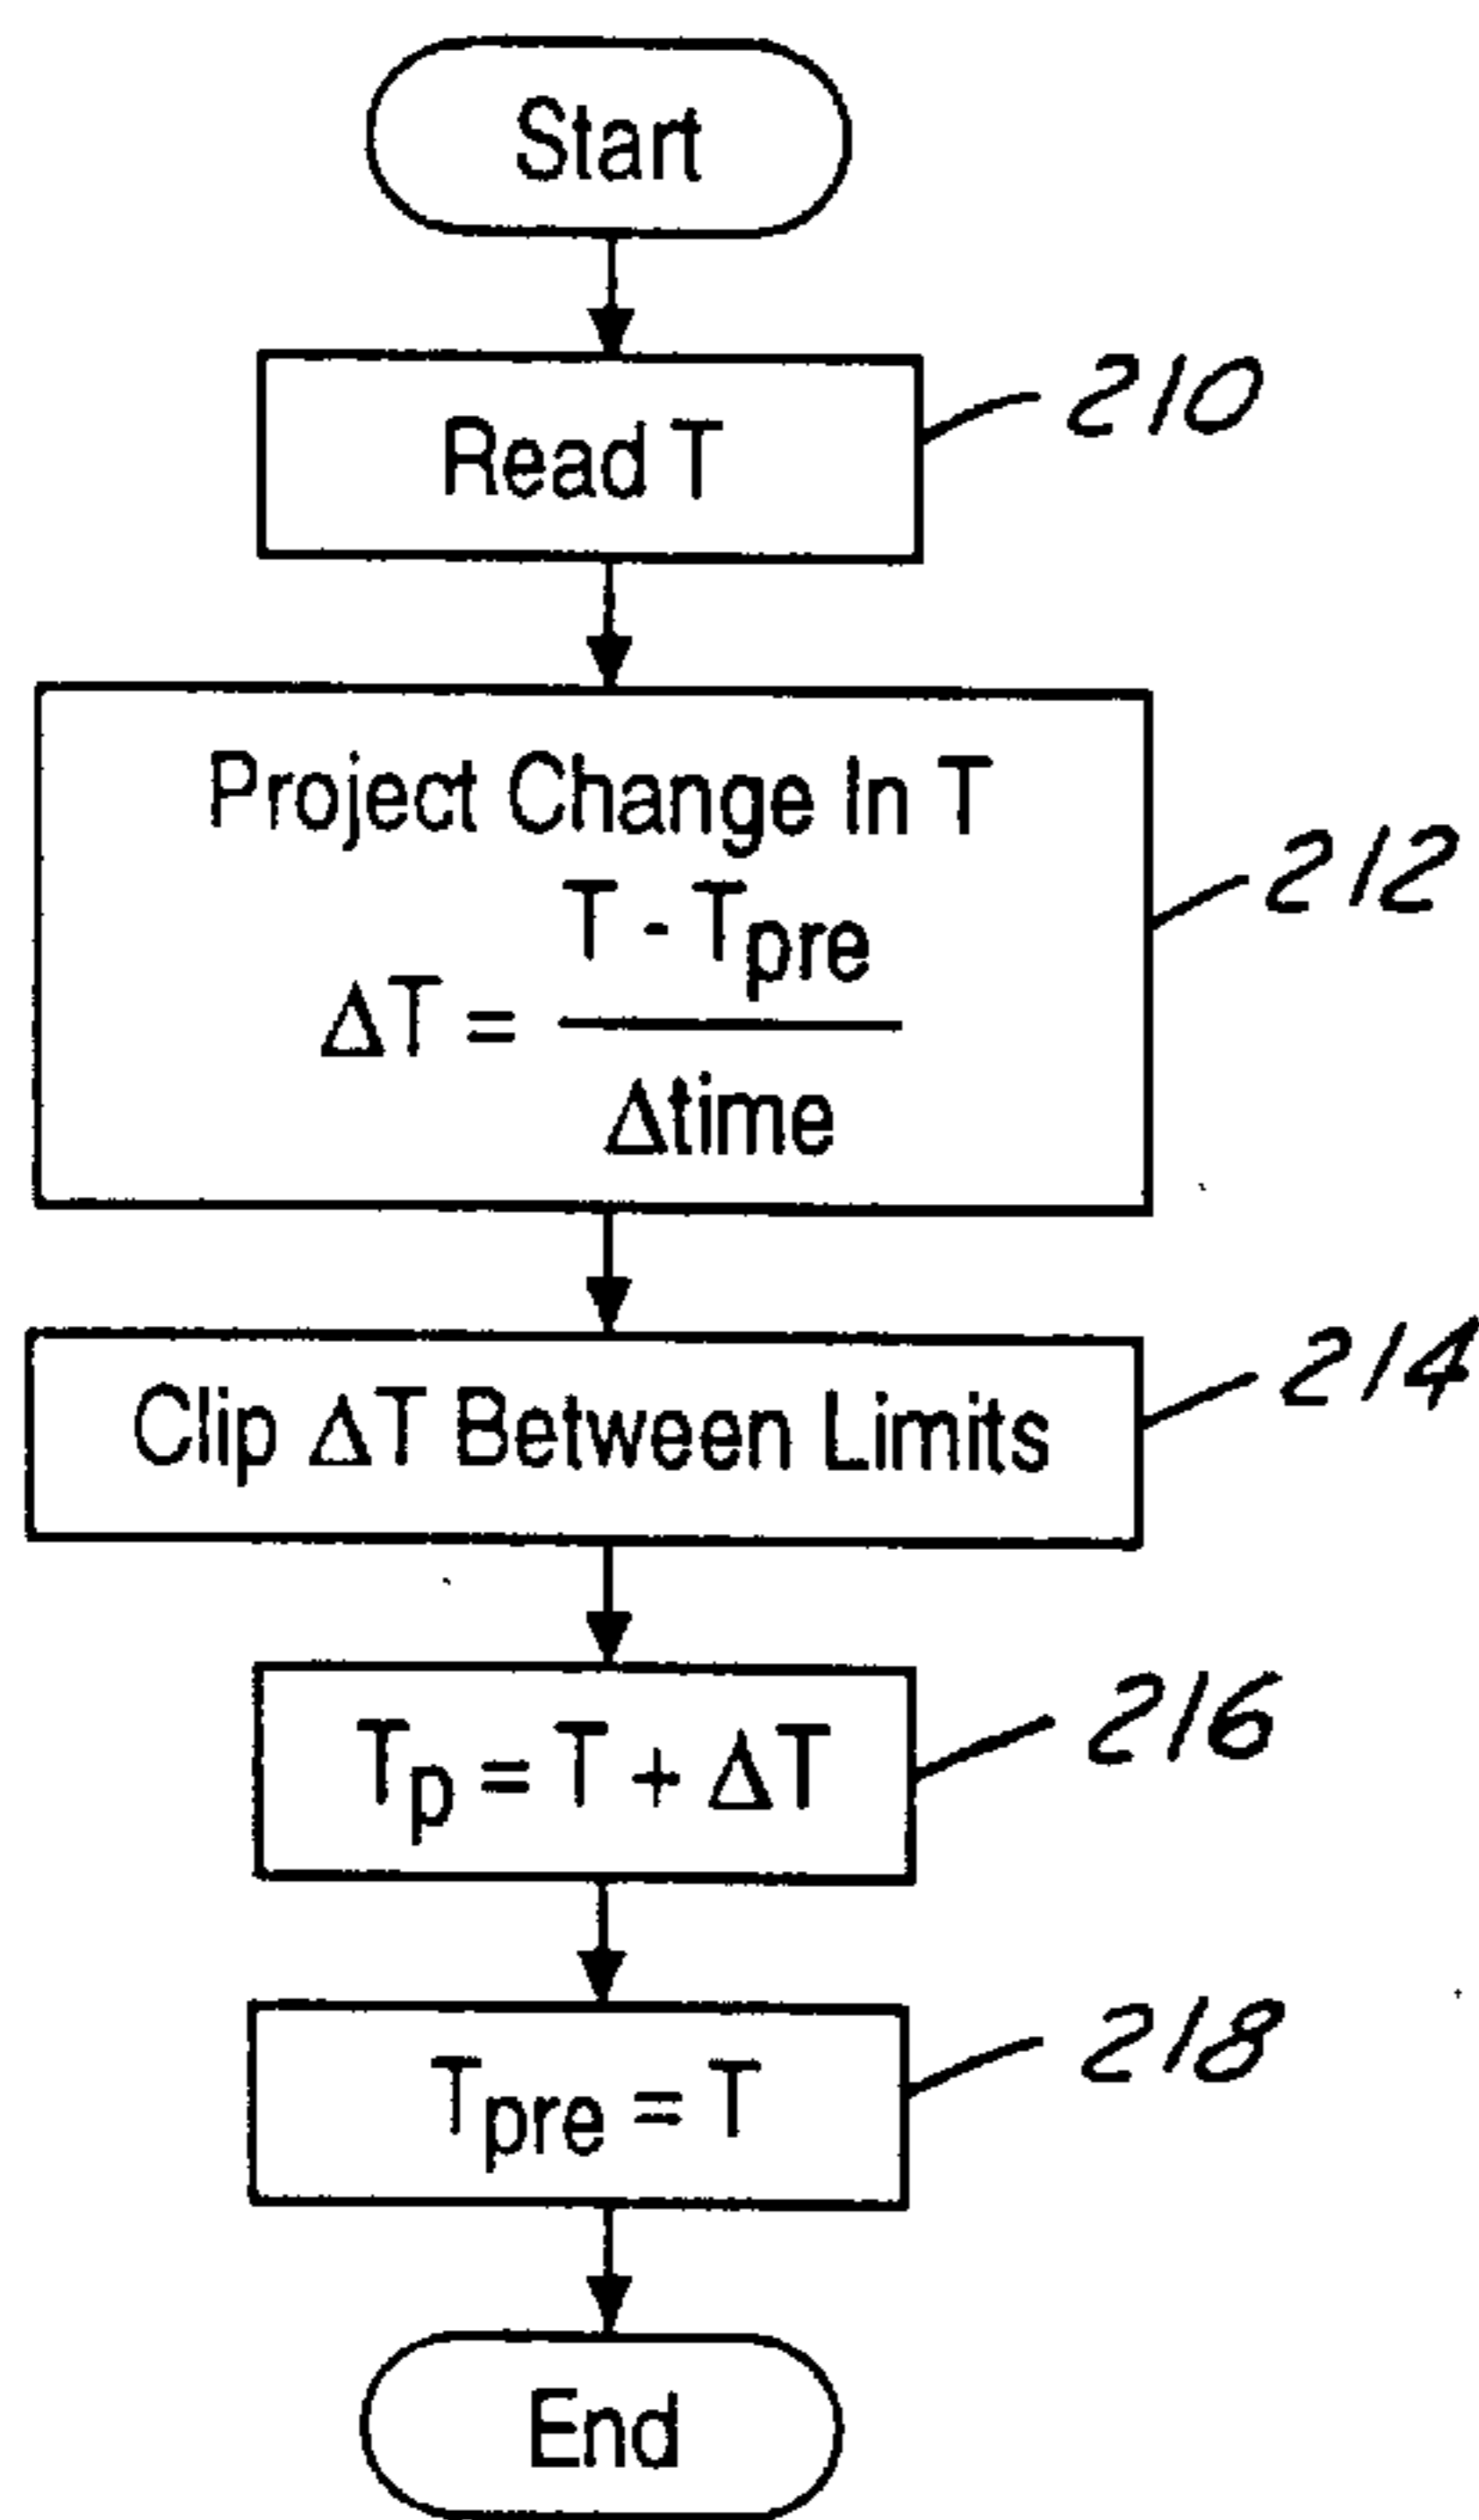 Start
Read T
210
Project Change In T
T - Tpre
ΔT =
Δtime
212
Clip ΔT Between Limits
214
Tp = T + ΔT
216
Tpre = T
218
End